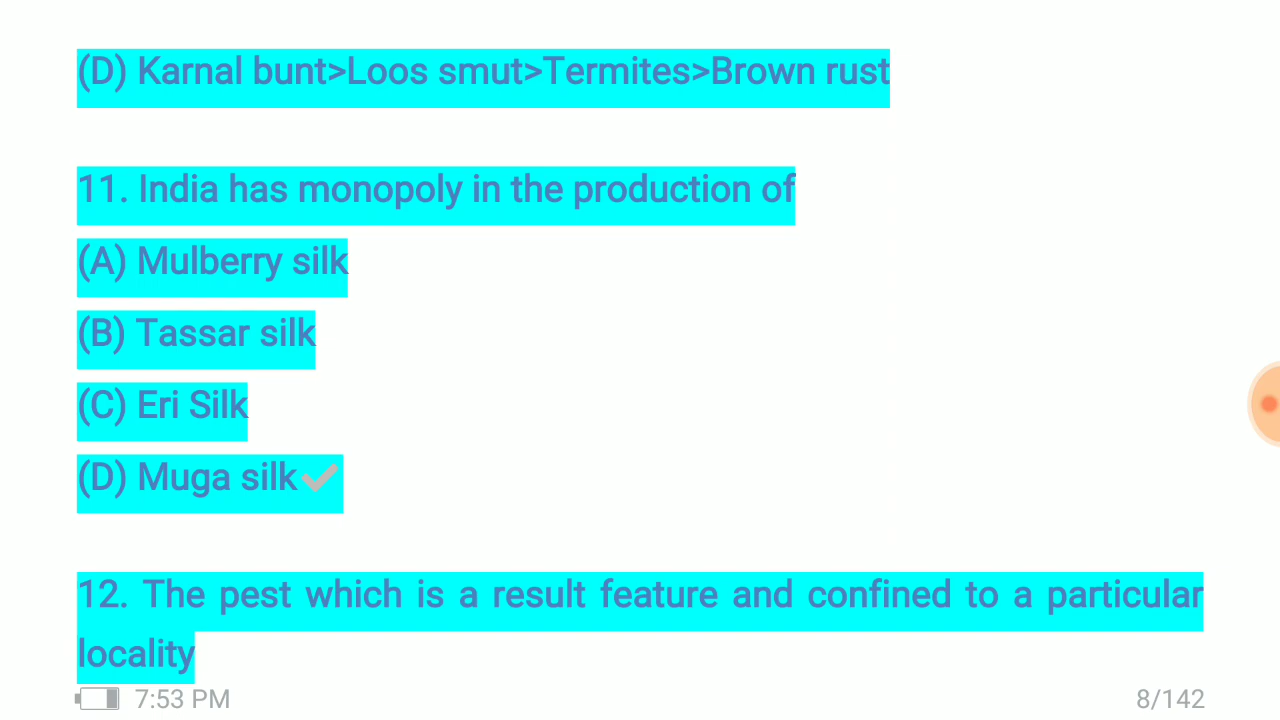 (D) Karnal bunt>Loos smut>Termites>Brown rust
11. India has monopoly in the production of
(A) Mulberry silk
(B) Tassar silk
(C) Eri Silk
(D) Muga silk✔
12. The pest which is a result feature and confined to a particular
locality
7:53 PM
8/142